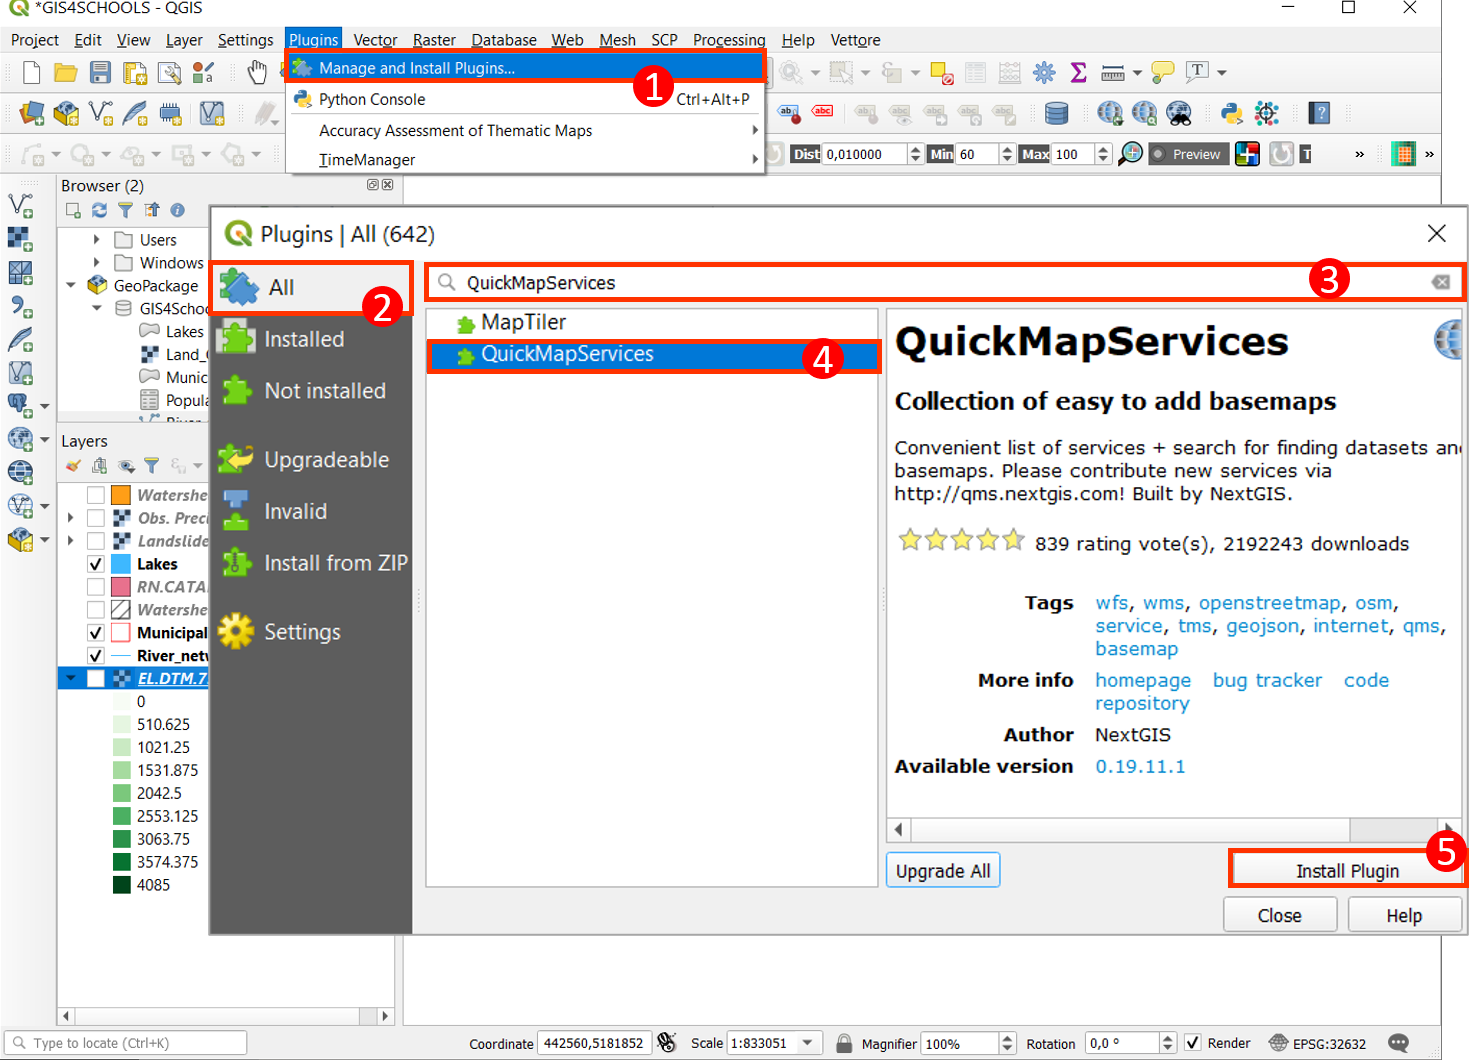 *GIS4SCHOOLS - QGIS
Project Edit View Layer Settings Plugins Vector Raster Database Web Mesh SCP Processing Help Vettore
Manage and Install Plugins...
1
Python Console Ctrl+Alt+P
Accuracy Assessment of Thematic Maps
TimeManager
Dist 0,010000 Min 60 Max 100 Preview T » »
Browser (2)
Users
Windows
GeoPackage
GIS4Schoo
Lakes
Land_
Munic
Popula
Layers
Watershe
Obs. Preci
Landslide
Lakes
RN.CATA
Watershe
Municipal
River_netw
EL.DTM.7
0
510.625
1021.25
1531.875
2042.5
2553.125
3063.75
3574.375
4085
Plugins | All (642)
All
2
Installed
Not installed
Upgradeable
Invalid
Install from ZIP
Settings
QuickMapServices
3
MapTiler
QuickMapServices
4
QuickMapServices
Collection of easy to add basemaps
Convenient list of services + search for finding datasets an
basemaps. Please contribute new services via
http://qms.nextgis.com! Built by NextGIS.
839 rating vote(s), 2192243 downloads
Tags wfs, wms, openstreetmap, osm,
service, tms, geojson, internet, qms,
basemap
More info homepage bug tracker code
repository
Author NextGIS
Available version 0.19.11.1
Upgrade All
Install Plugin
5
Close
Help
Type to locate (Ctrl+K)
Coordinate 442560,5181852 Scale 1:833051 Magnifier 100% Rotation 0,0 ° Render EPSG:32632